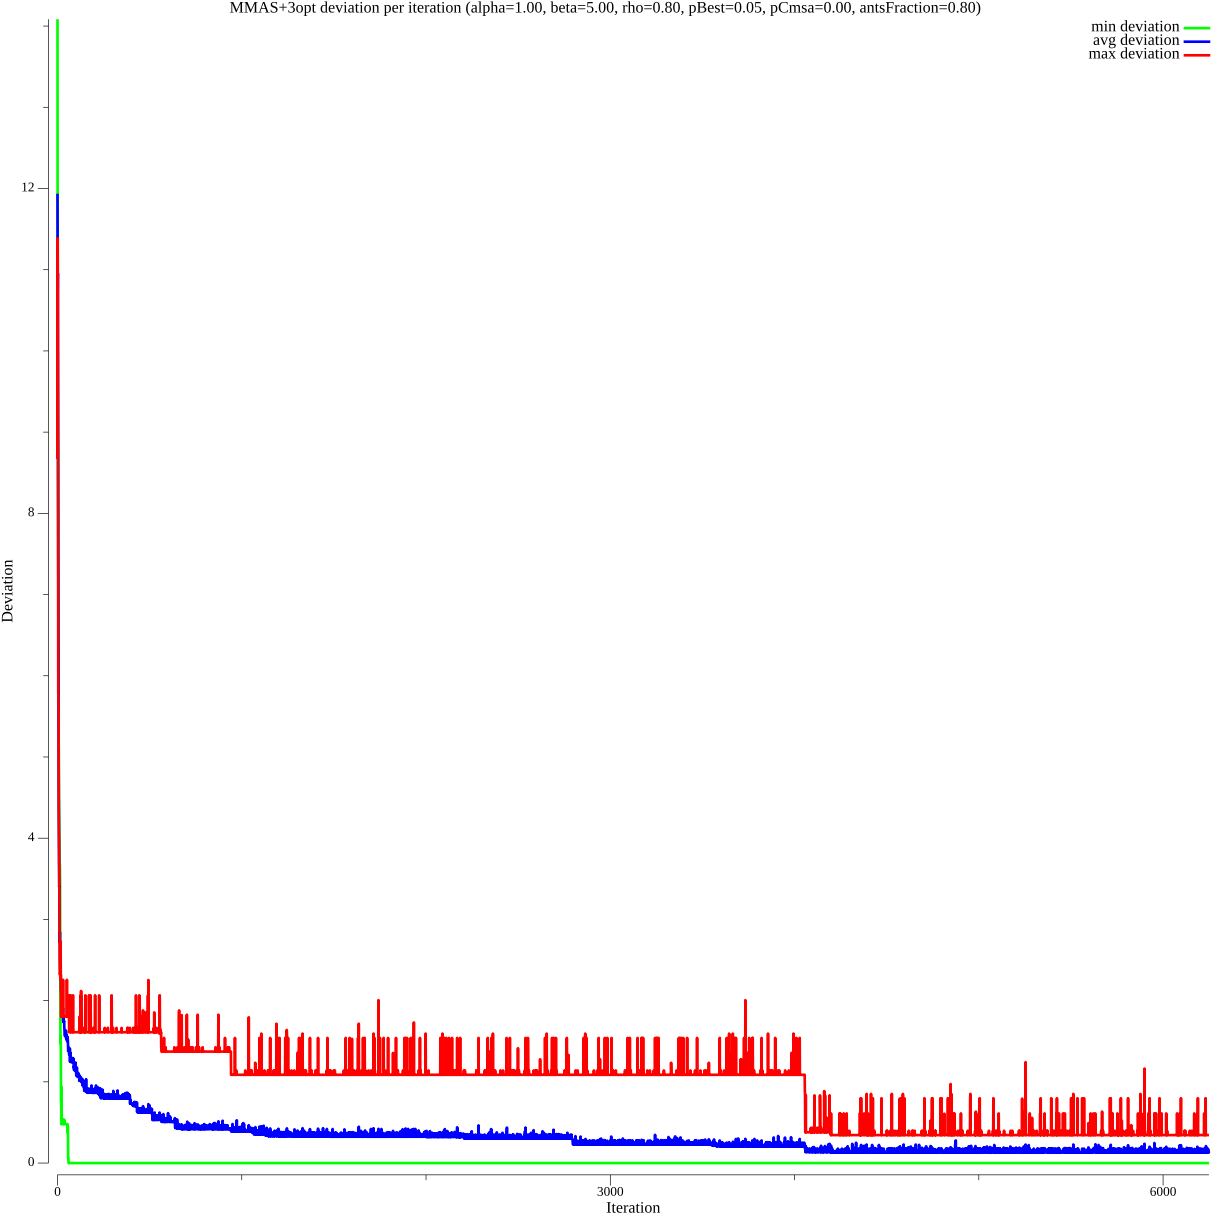 MMAS+3opt deviation per iteration (alpha=1.00, beta=5.00, rho=0.80, pBest=0.05, pCmsa=0.00, antsFraction=0.80)
min deviation
avg deviation
max deviation
12
8
4
0
Deviation
0
3000
6000
Iteration